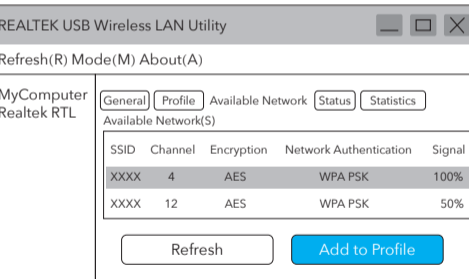 REALTEK USB Wireless LAN Utility
Refresh(R) Mode(M) About(A)
MyComputer
Realtek RTL
General Profile Available Network Status Statistics
Available Network(S)
SSID Channel Encryption Network Authentication Signal
XXXX 4 AES WPA PSK 100%
XXXX 12 AES WPA PSK 50%
Refresh Add to Profile